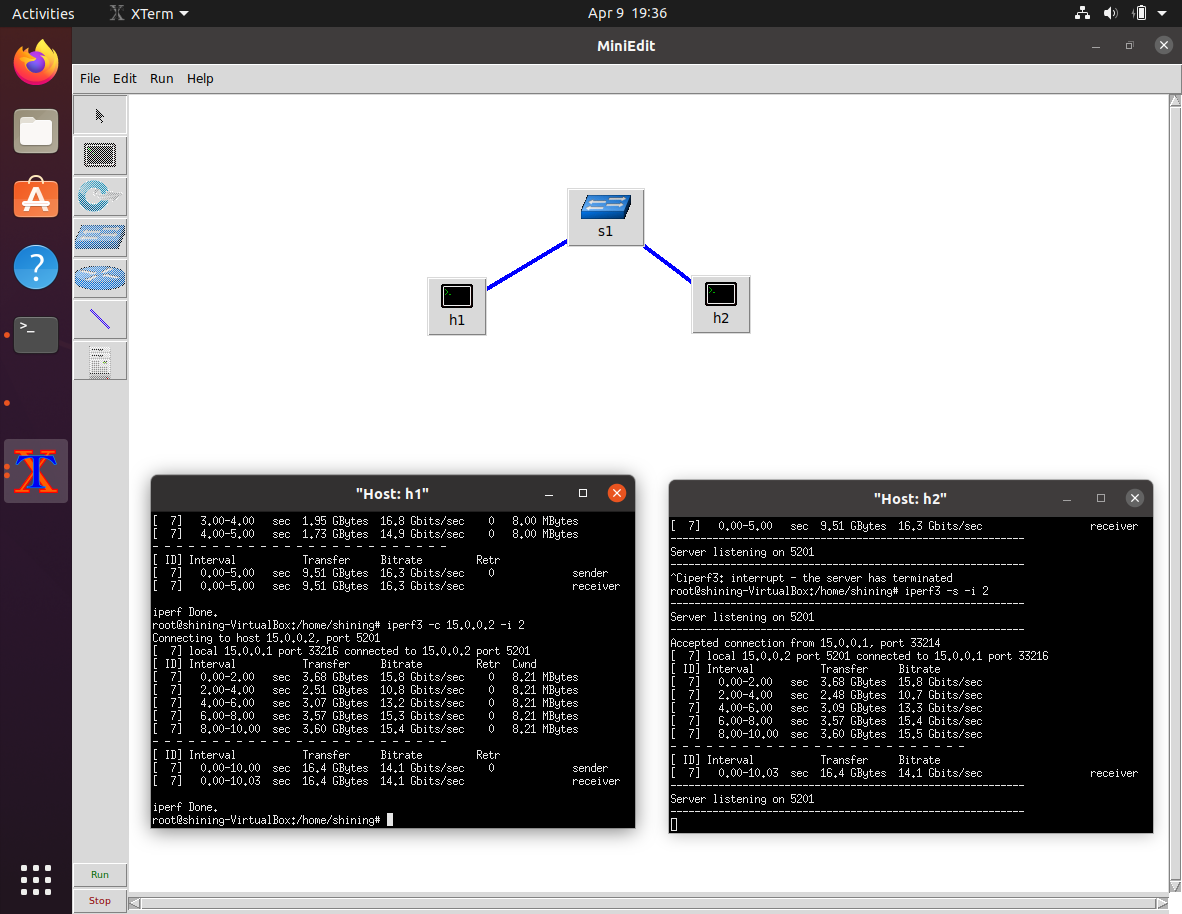 Activities XTerm Apr 9 19:36
MiniEdit
File Edit Run Help
s1
h1
h2
"Host: h1"
[  7]   3.00-4.00   sec  1.95 GBytes  16.8 Gbits/sec    0   8.00 MBytes
[  7]   4.00-5.00   sec  1.73 GBytes  14.9 Gbits/sec    0   8.00 MBytes
- - - - - - - - - - - - - - - - - - - - - - - - -
[ ID] Interval           Transfer     Bitrate         Retr
[  7]   0.00-5.00   sec  9.51 GBytes  16.3 Gbits/sec    0             sender
[  7]   0.00-5.00   sec  9.51 GBytes  16.3 Gbits/sec                  receiver
iperf Done.
root@shining-VirtualBox:/home/shining# iperf3 -c 15.0.0.2 -i 2
Connecting to host 15.0.0.2, port 5201
[  7] local 15.0.0.1 port 33216 connected to 15.0.0.2 port 5201
[ ID] Interval           Transfer     Bitrate         Retr  Cwnd
[  7]   0.00-2.00   sec  3.68 GBytes  15.8 Gbits/sec    0   8.21 MBytes
[  7]   2.00-4.00   sec  2.51 GBytes  10.8 Gbits/sec    0   8.21 MBytes
[  7]   4.00-6.00   sec  3.07 GBytes  13.2 Gbits/sec    0   8.21 MBytes
[  7]   6.00-8.00   sec  3.57 GBytes  15.3 Gbits/sec    0   8.21 MBytes
[  7]   8.00-10.00  sec  3.60 GBytes  15.4 Gbits/sec    0   8.21 MBytes
- - - - - - - - - - - - - - - - - - - - - - - - -
[ ID] Interval           Transfer     Bitrate         Retr
[  7]   0.00-10.00  sec  16.4 GBytes  14.1 Gbits/sec    0             sender
[  7]   0.00-10.03  sec  16.4 GBytes  14.1 Gbits/sec                  receiver
iperf Done.
root@shining-VirtualBox:/home/shining#
"Host: h2"
[  7]   0.00-5.00   sec  9.51 GBytes  16.3 Gbits/sec                  receiver
-----------------------------------------------------------
Server listening on 5201
-----------------------------------------------------------
^Ciperf3: interrupt - the server has terminated
root@shining-VirtualBox:/home/shining# iperf3 -s -i 2
-----------------------------------------------------------
Server listening on 5201
-----------------------------------------------------------
Accepted connection from 15.0.0.1, port 33214
[  7] local 15.0.0.2 port 5201 connected to 15.0.0.1 port 33216
[ ID] Interval           Transfer     Bitrate
[  7]   0.00-2.00   sec  3.68 GBytes  15.8 Gbits/sec
[  7]   2.00-4.00   sec  2.48 GBytes  10.7 Gbits/sec
[  7]   4.00-6.00   sec  3.09 GBytes  13.3 Gbits/sec
[  7]   6.00-8.00   sec  3.57 GBytes  15.4 Gbits/sec
[  7]   8.00-10.00  sec  3.60 GBytes  15.5 Gbits/sec
- - - - - - - - - - - - - - - - - - - - - - - - -
[ ID] Interval           Transfer     Bitrate
[  7]   0.00-10.03  sec  16.4 GBytes  14.1 Gbits/sec                  receiver
-----------------------------------------------------------
Server listening on 5201
-----------------------------------------------------------
Run
Stop